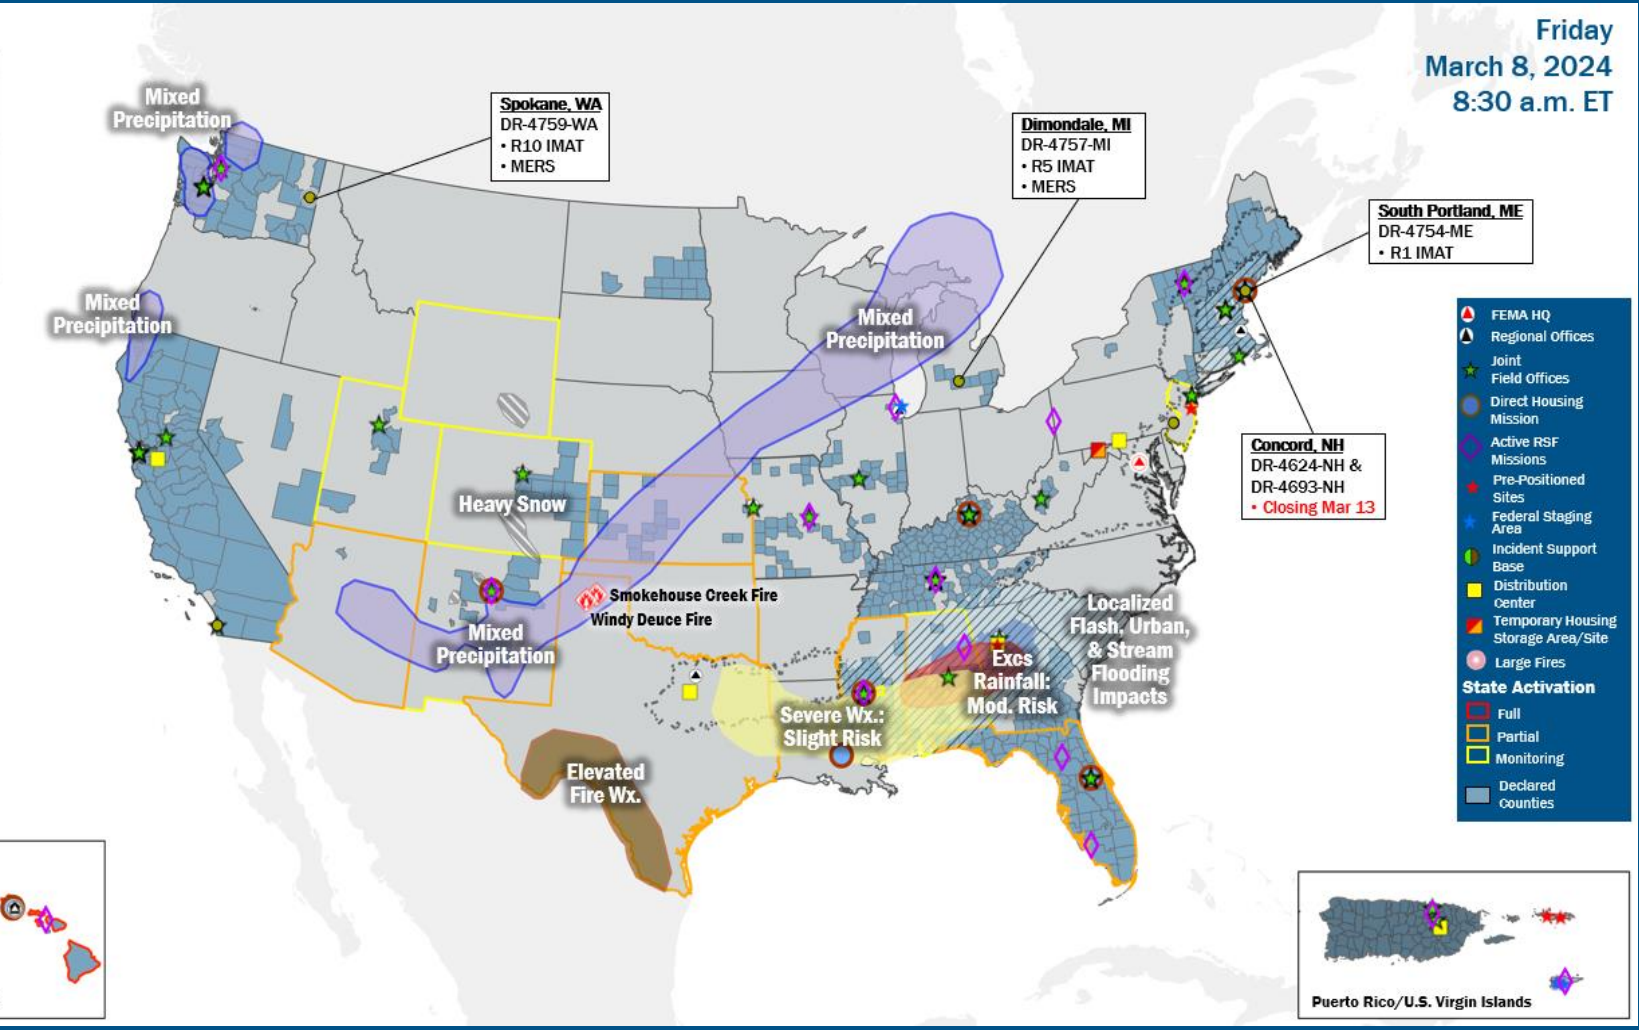 Friday
March 8, 2024
8:30 a.m. ET
Mixed
Precipitation
Spokane, WA
DR-4759-WA
• R10 IMAT
• MERS
Dimondale, MI
DR-4757-MI
• R5 IMAT
• MERS
South Portland, ME
DR-4754-ME
• R1 IMAT
Mixed
Precipitation
Mixed
Precipitation
Concord, NH
DR-4624-NH &
DR-4693-NH
• Closing Mar 13
Heavy Snow
Smokehouse Creek Fire
Windy Deuce Fire
Mixed
Precipitation
Localized
Flash, Urban,
& Stream
Flooding
Impacts
Excs
Rainfall:
Mod. Risk
Severe Wx.:
Slight Risk
Elevated
Fire Wx.
FEMA HQ
Regional Offices
Joint
Field Offices
Direct Housing
Mission
Active RSF
Missions
Pre-Positioned
Sites
Federal Staging
Area
Incident Support
Base
Distribution
Center
Temporary Housing
Storage Area/Site
Large Fires
State Activation
Full
Partial
Monitoring
Declared
Counties
Puerto Rico/U.S. Virgin Islands